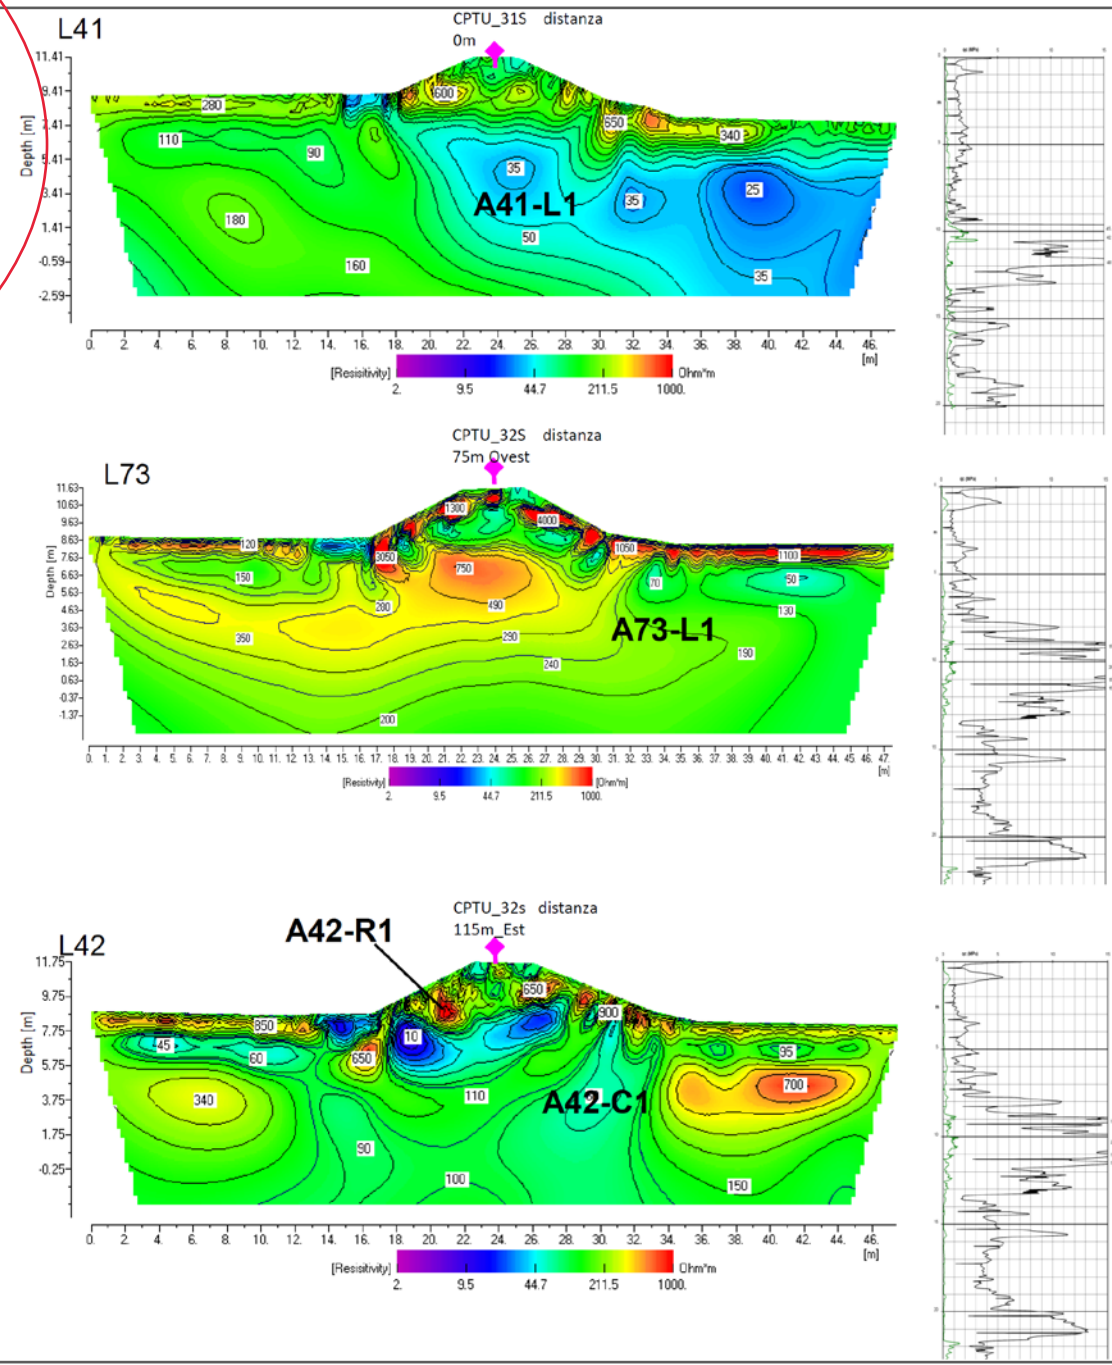 L41
CPTU_31S distanza
0m
11.41
9.41
7.41
5.41
3.41
1.41
-0.59
-2.59
Depth [m]
280
110
90
180
160
600
650
340
35
35
25
50
35
A41-L1
0. 2. 4. 6. 8. 10. 12. 14. 16. 18. 20. 22. 24. 26. 28. 30. 32. 34. 36. 38. 40. 42. 44. 46.
[m]
[Resisitivity] Ohm*m
2. 9.5 44.7 211.5 1000.
CPTU_32S distanza
75m Ovest
L73
11.63
10.63
9.63
8.63
7.63
6.63
5.63
4.63
3.63
2.63
1.63
0.63
-0.37
-1.37
Depth [m]
1300
4000
120
3050
1050
1100
150
750
70
50
280
490
130
350
290
190
240
200
A73-L1
0. 1. 2. 3. 4. 5. 6. 7. 8. 9. 10. 11. 12. 13. 14. 15. 16. 17. 18. 19. 20. 21. 22. 23. 24. 25. 26. 27. 28. 29. 30. 31. 32. 33. 34. 35. 36. 37. 38. 39. 40. 41. 42. 43. 44. 45. 46. 47.
[m]
[Resistivity] [Ohm*m]
2. 9.5 44.7 211.5 1000.
CPTU_32s distanza
115m_Est
A42-R1
L42
11.75
9.75
7.75
5.75
3.75
1.75
-0.25
Depth [m]
650
900
850
10
45
60
650
95
340
110
700
90
100
150
A42-C1
0. 2. 4. 6. 8. 10. 12. 14. 16. 18. 20. 22. 24. 26. 28. 30. 32. 34. 36. 38. 40. 42. 44. 46.
[m]
[Resisitivity] Ohm*m
2. 9.5 44.7 211.5 1000.